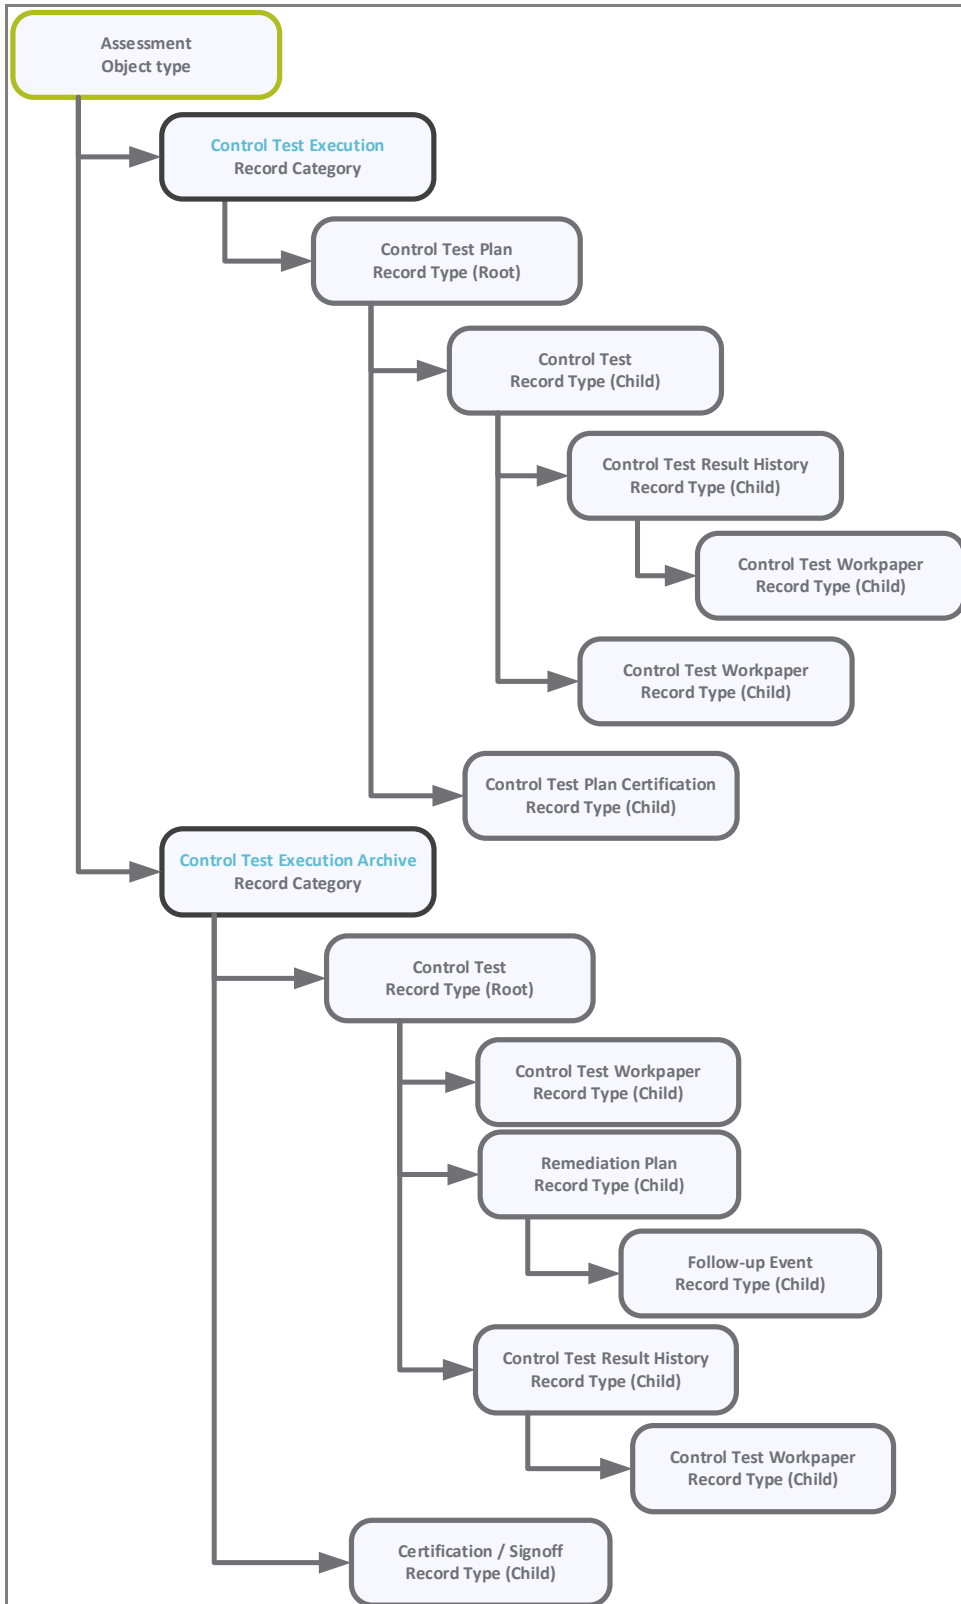 Assessment
Object type
Control Test Execution
Record Category
Control Test Plan
Record Type (Root)
Control Test
Record Type (Child)
Control Test Result History
Record Type (Child)
Control Test Workpaper
Record Type (Child)
Control Test Workpaper
Record Type (Child)
Control Test Plan Certification
Record Type (Child)
Control Test Execution Archive
Record Category
Control Test
Record Type (Root)
Control Test Workpaper
Record Type (Child)
Remediation Plan
Record Type (Child)
Follow-up Event
Record Type (Child)
Control Test Result History
Record Type (Child)
Control Test Workpaper
Record Type (Child)
Certification / Signoff
Record Type (Child)